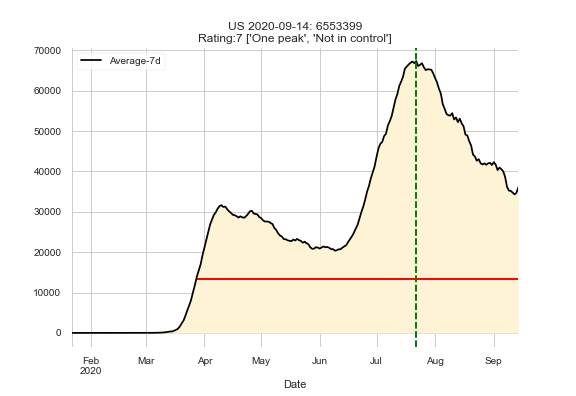 US 2020-09-14: 6553399
Rating:7 ['One peak', 'Not in control']
Average-7d
70000
60000
50000
40000
30000
20000
10000
0
Feb Mar Apr May Jun Jul Aug Sep
2020
Date